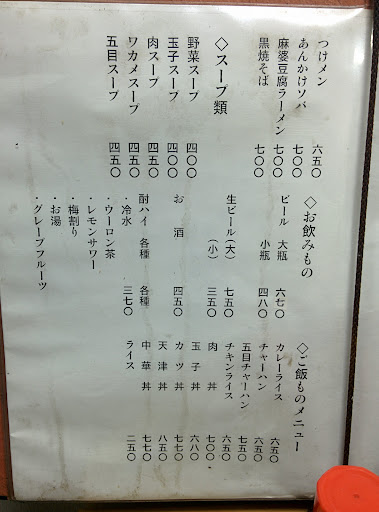 つけメン 六五〇
あんかけソバ 七〇〇
麻婆豆腐ラーメン 七〇〇
黒焼そば 七〇〇
◇スープ類
野菜スープ 四〇〇
玉子スープ 四〇〇
肉スープ 四五〇
ワカメスープ 四五〇
五目スープ 四五〇
◇お飲みもの
ビール 大瓶 六七〇
小瓶 四八〇
生ビール(大) 七五〇
(小) 三五〇
お酒 四五〇
酎ハイ 各種 各種
・冷水 三七〇
・ウーロン茶
・レモンサワー
・梅割り
・お湯
・グレープフルーツ
◇ご飯ものメニュー
カレーライス 六五〇
チャーハン 六五〇
五目チャーハン 七五〇
チキンライス 六五〇
肉丼 七〇〇
玉子丼 六八〇
カツ丼 七七〇
天津丼 八五〇
中華丼 七七〇
ライス 二五〇